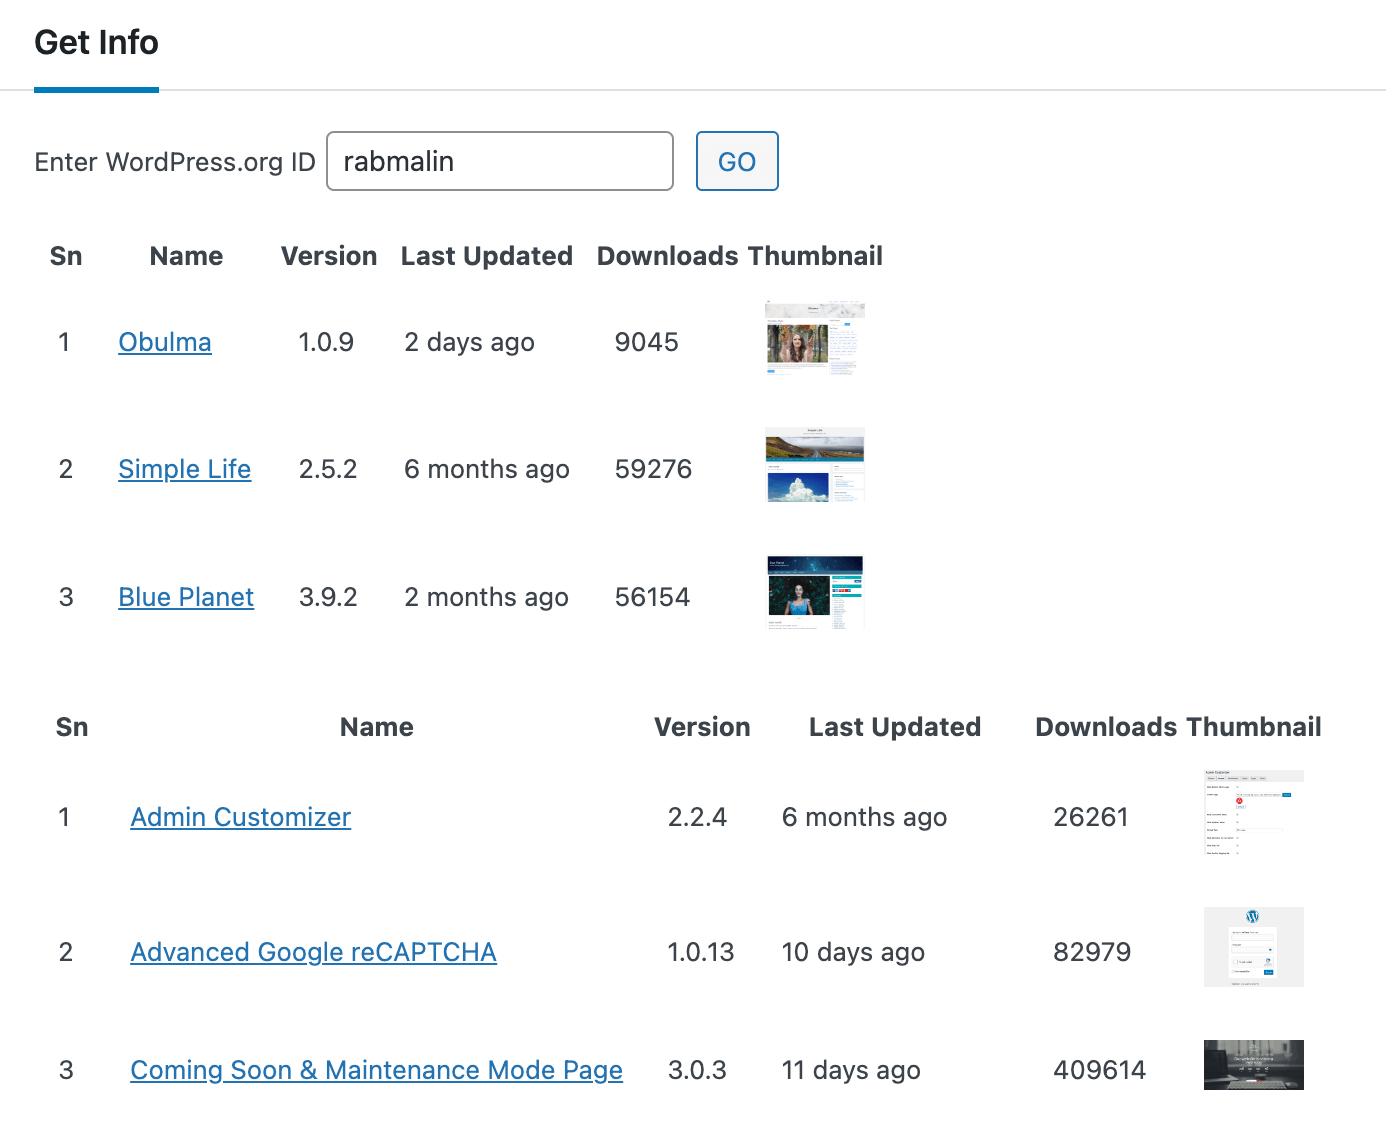 Get Info
Enter WordPress.org ID rabmalin GO
Sn Name Version Last Updated Downloads Thumbnail
1 Obulma 1.0.9 2 days ago 9045
2 Simple Life 2.5.2 6 months ago 59276
3 Blue Planet 3.9.2 2 months ago 56154
Sn Name Version Last Updated Downloads Thumbnail
1 Admin Customizer 2.2.4 6 months ago 26261
2 Advanced Google reCAPTCHA 1.0.13 10 days ago 82979
3 Coming Soon & Maintenance Mode Page 3.0.3 11 days ago 409614